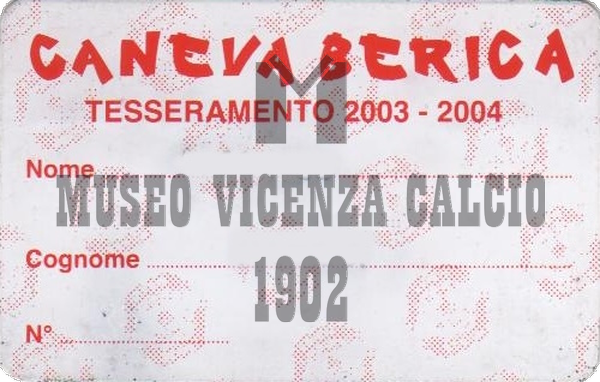 CANEVA BERICA
M
TESSERAMENTO 2003 - 2004
Nome
MUSEO VICENZA CALCIO
Cognome
1902
N°